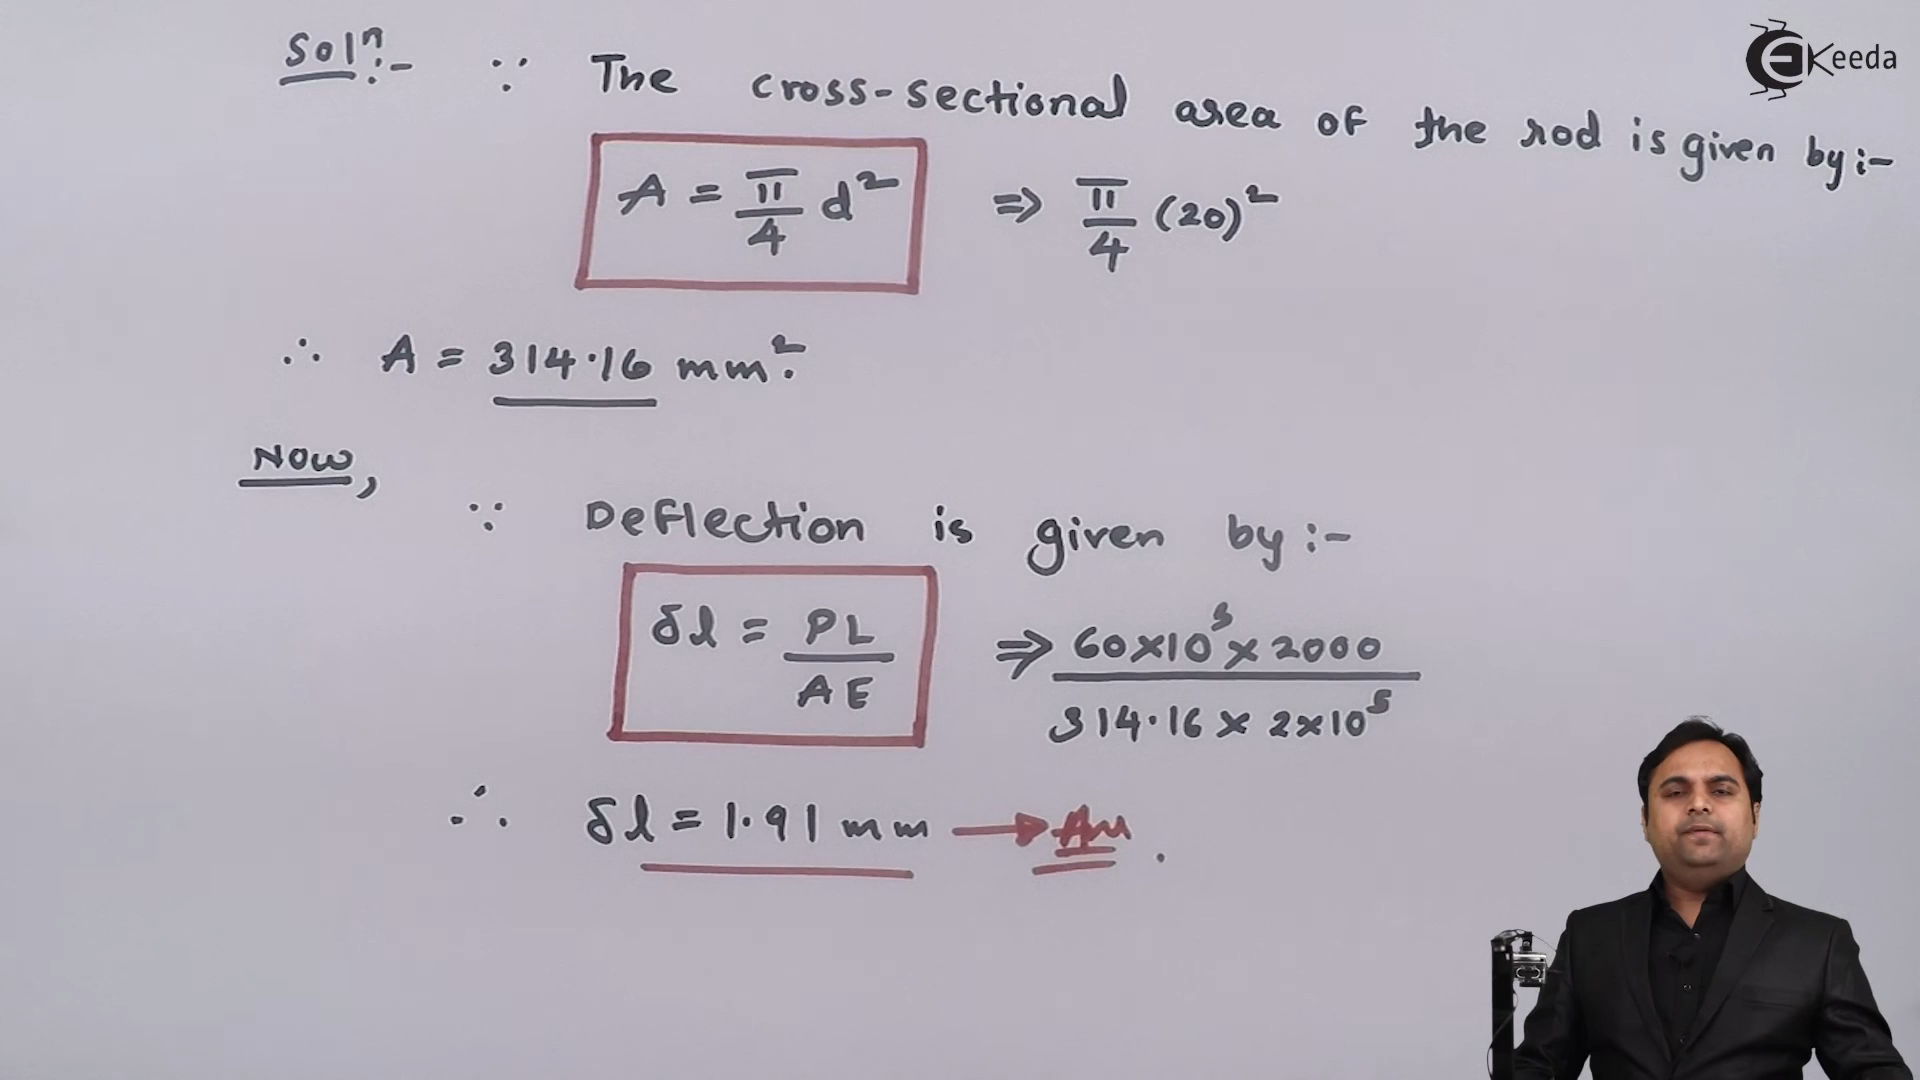 EKeeda
Solⁿ:- ∵ The cross-sectional area of the rod is given by:-
A = π/4 d² ⇒ π/4 (20)²
∴ A = 314.16 mm².
Now,
∵ Deflection is given by:-
δl = PL/AE ⇒ 60×10³×2000/314.16×2×10⁵
∴ δl = 1.91 mm → Ans.